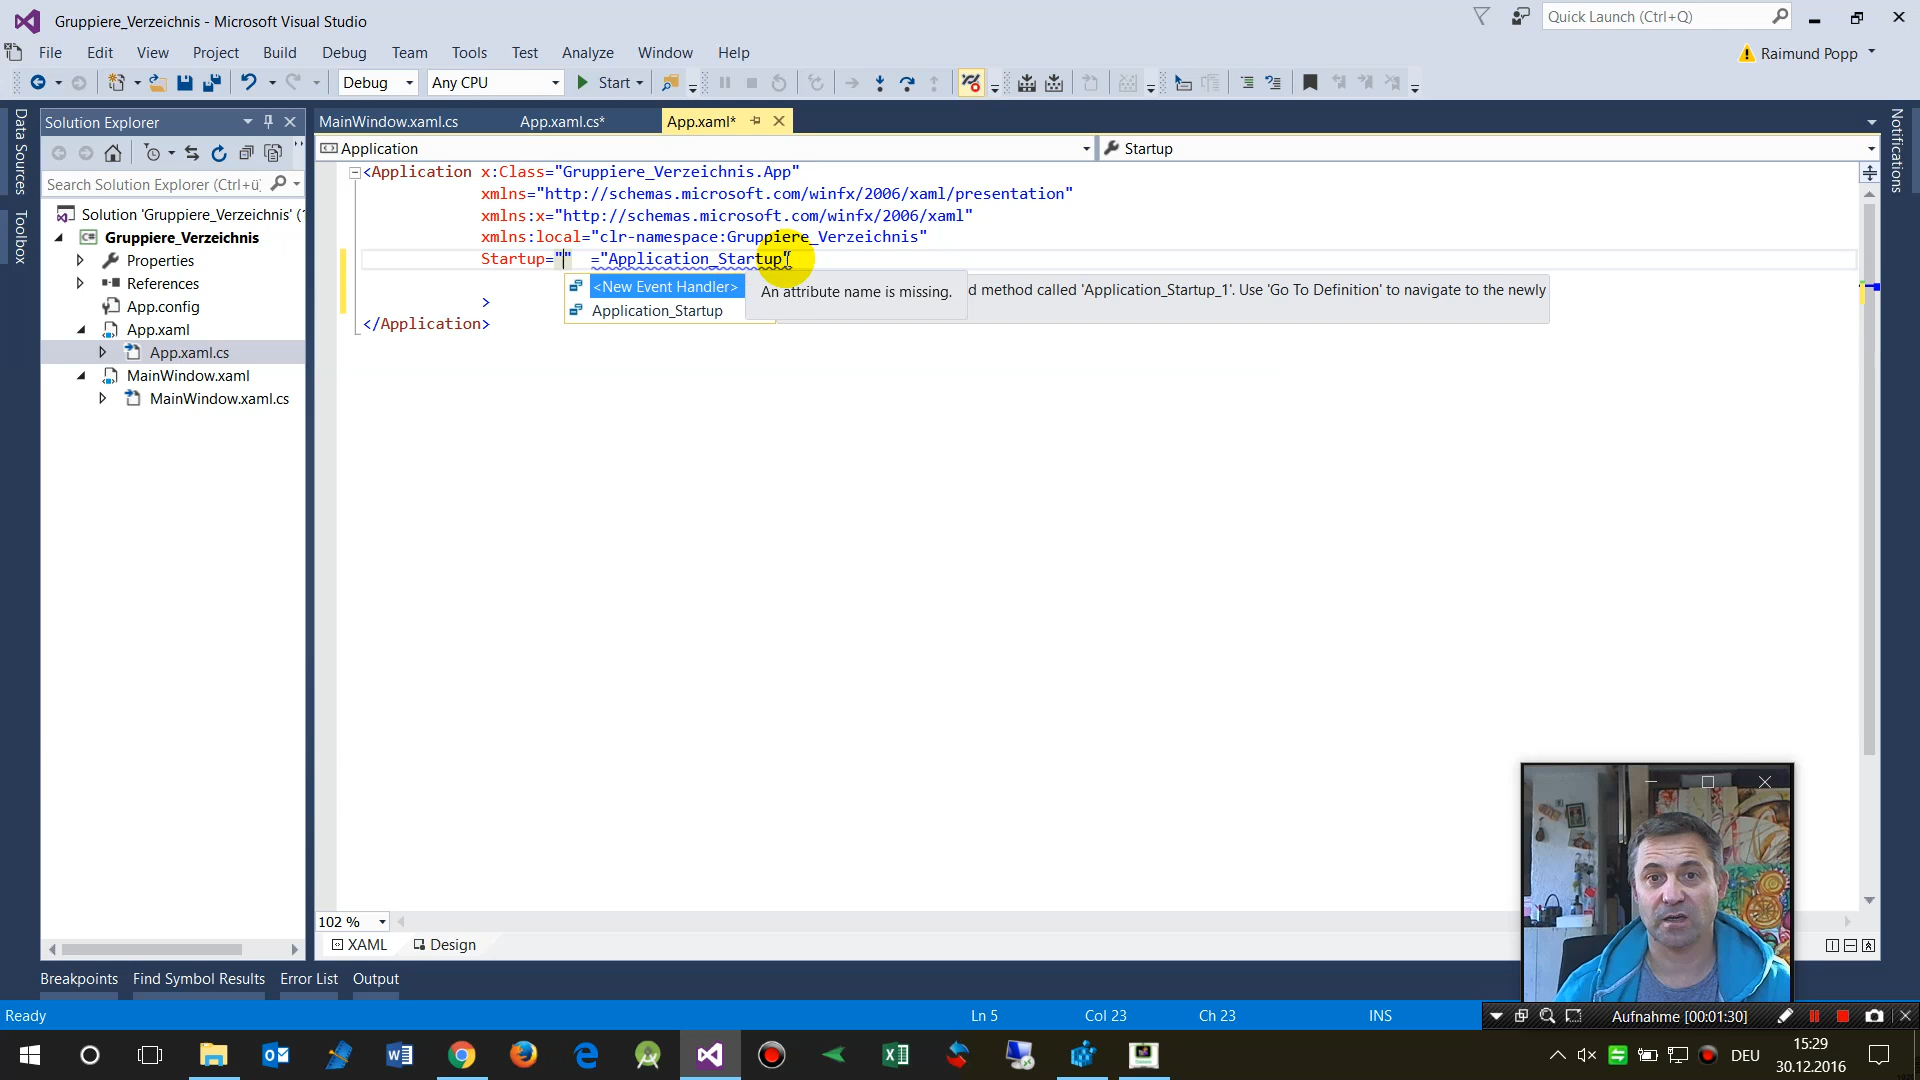 Gruppiere_Verzeichnis - Microsoft Visual Studio
Quick Launch (Ctrl+Q)
File Edit View Project Build Debug Team Tools Test Analyze Window Help
Raimund Popp
Debug Any CPU Start
Data Sources
Toolbox
Solution Explorer
Search Solution Explorer (Ctrl+ü)
Solution 'Gruppiere_Verzeichnis' (
Gruppiere_Verzeichnis
Properties
References
App.config
App.xaml
App.xaml.cs
MainWindow.xaml
MainWindow.xaml.cs
MainWindow.xaml.cs App.xaml.cs* App.xaml*
Application Startup
<Application x:Class="Gruppiere_Verzeichnis.App"
xmlns="http://schemas.microsoft.com/winfx/2006/xaml/presentation"
xmlns:x="http://schemas.microsoft.com/winfx/2006/xaml"
xmlns:local="clr-namespace:Gruppiere_Verzeichnis"
Startup="" ="Application_Startup"
<New Event Handler>
Application_Startup
An attribute name is missing.
d method called 'Application_Startup_1'. Use 'Go To Definition' to navigate to the newly
>
</Application>
Notifications
102 %
XAML Design
Breakpoints Find Symbol Results Error List Output
Ready Ln 5 Col 23 Ch 23 INS
Aufnahme [00:01:30]
DEU
15:29
30.12.2016